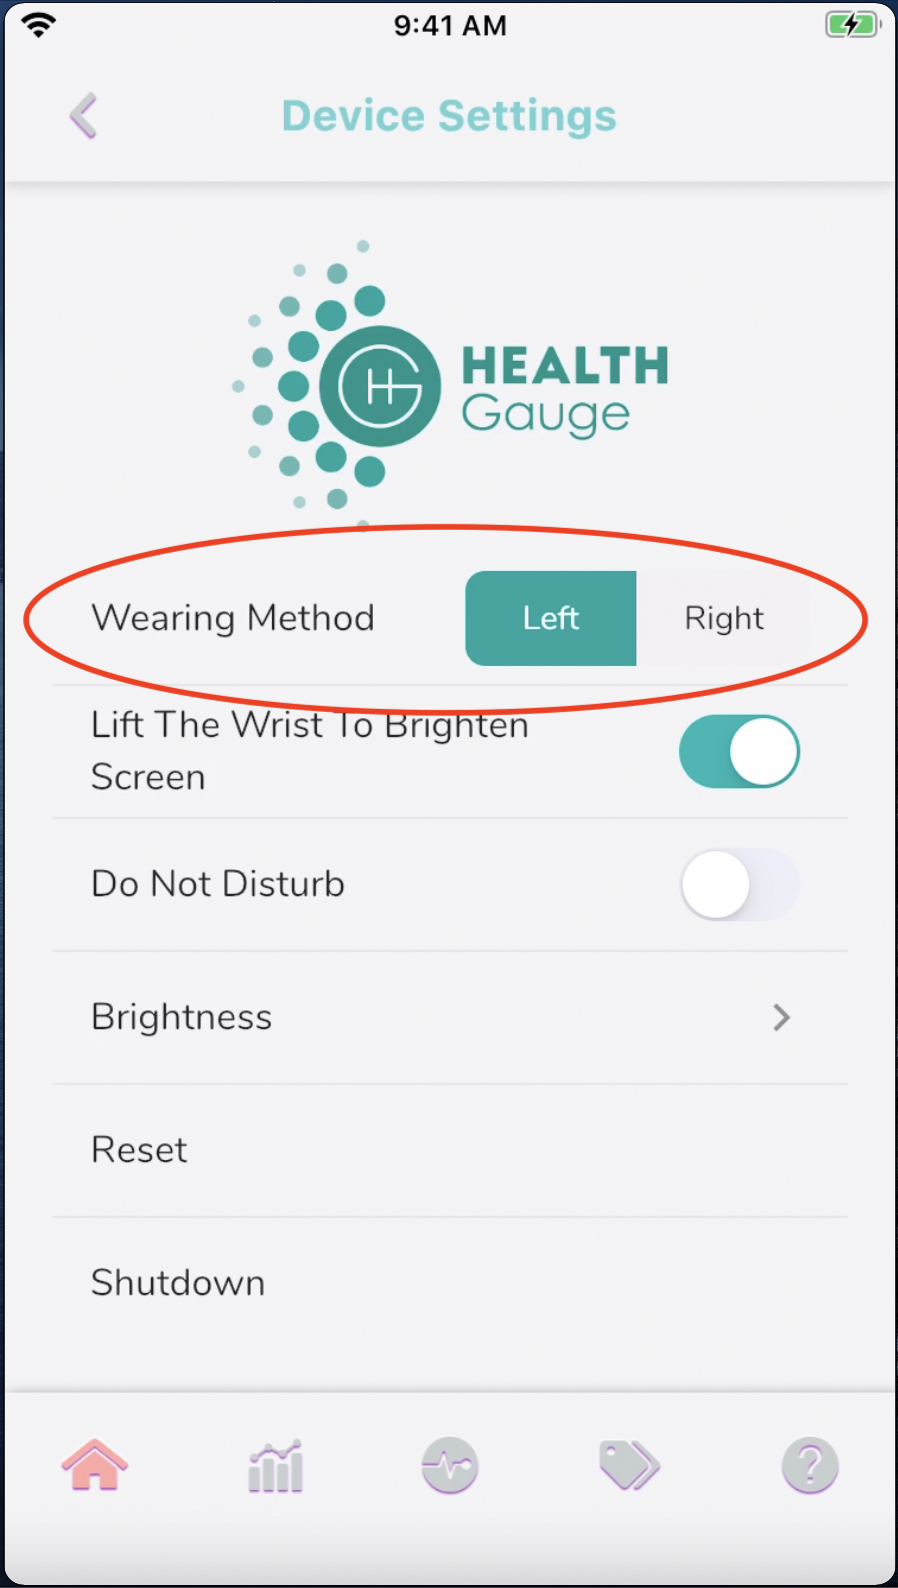 9:41 AM
Device Settings
HG
HEALTH
Gauge
Wearing Method
Left
Right
Lift The Wrist To Brighten
Screen
Do Not Disturb
Brightness
Reset
Shutdown
?